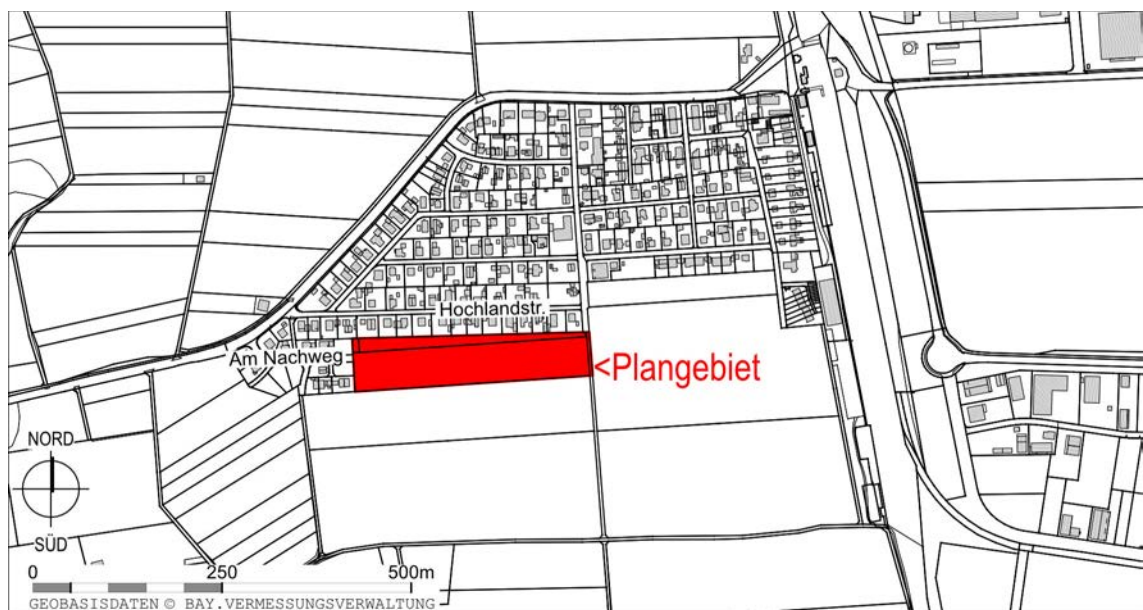 Hochlandstr.
Am Nachweg
<Plangebiet
NORD
SÜD
0 250 500m
GEOBASISDATEN © BAY.VERMESSUNGSVERWALTUNG